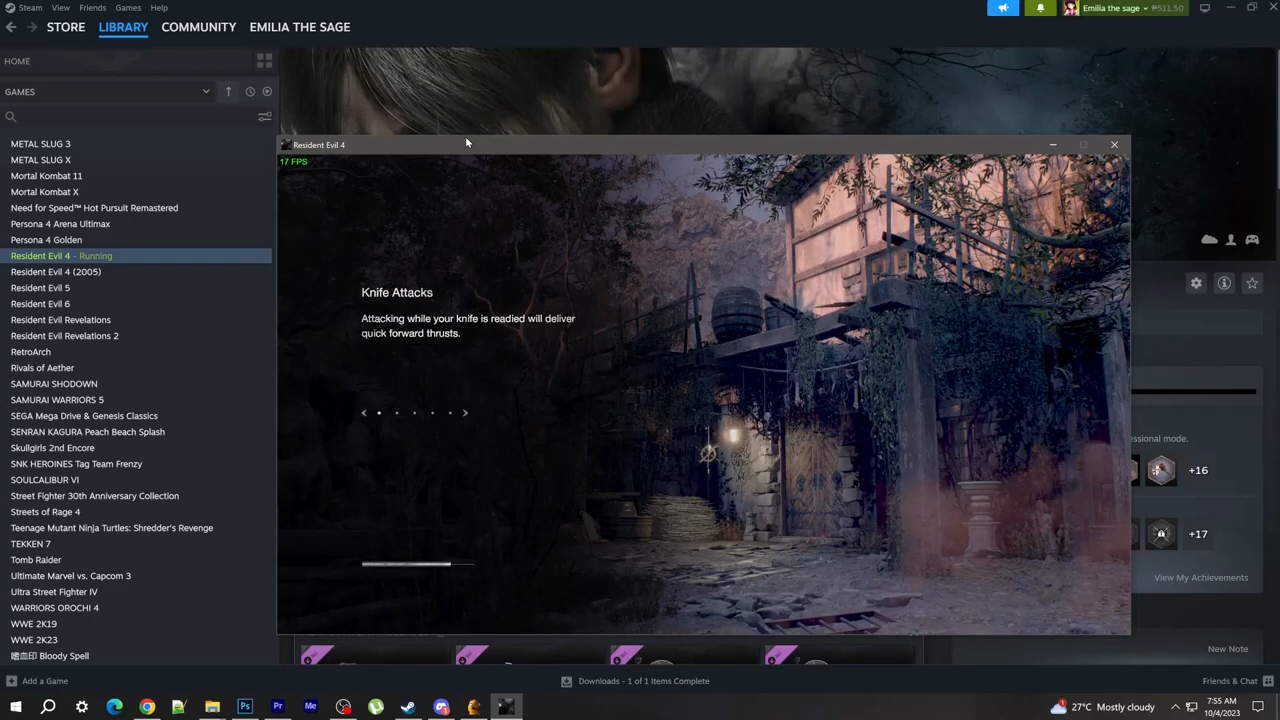 Steam View Friends Games Help
Emilia the sage ₱511.50
STORE LIBRARY COMMUNITY EMILIA THE SAGE
HOME
GAMES
METAL SLUG 3
METAL SLUG X
Mortal Kombat 11
Mortal Kombat X
Need for Speed™ Hot Pursuit Remastered
Persona 4 Arena Ultimax
Persona 4 Golden
Resident Evil 4 - Running
Resident Evil 4 (2005)
Resident Evil 5
Resident Evil 6
Resident Evil Revelations
Resident Evil Revelations 2
RetroArch
Rivals of Aether
SAMURAI SHODOWN
SAMURAI WARRIORS 5
SEGA Mega Drive & Genesis Classics
SENRAN KAGURA Peach Beach Splash
Skullgirls 2nd Encore
SNK HEROINES Tag Team Frenzy
SOULCALIBUR VI
Street Fighter 30th Anniversary Collection
Streets of Rage 4
Teenage Mutant Ninja Turtles: Shredder's Revenge
TEKKEN 7
Tomb Raider
Ultimate Marvel vs. Capcom 3
Ultra Street Fighter IV
WARRIORS OROCHI 4
WWE 2K19
WWE 2K23
Bloody Spell
Resident Evil 4
17 FPS
Knife Attacks
Attacking while your knife is readied will deliver
quick forward thrusts.
professional mode.
+16
+17
View My Achievements
New Note
Add a Game
Downloads - 1 of 1 Items Complete
Friends & Chat
Ps Pr Me
27°C Mostly cloudy
7:55 AM
10/4/2023